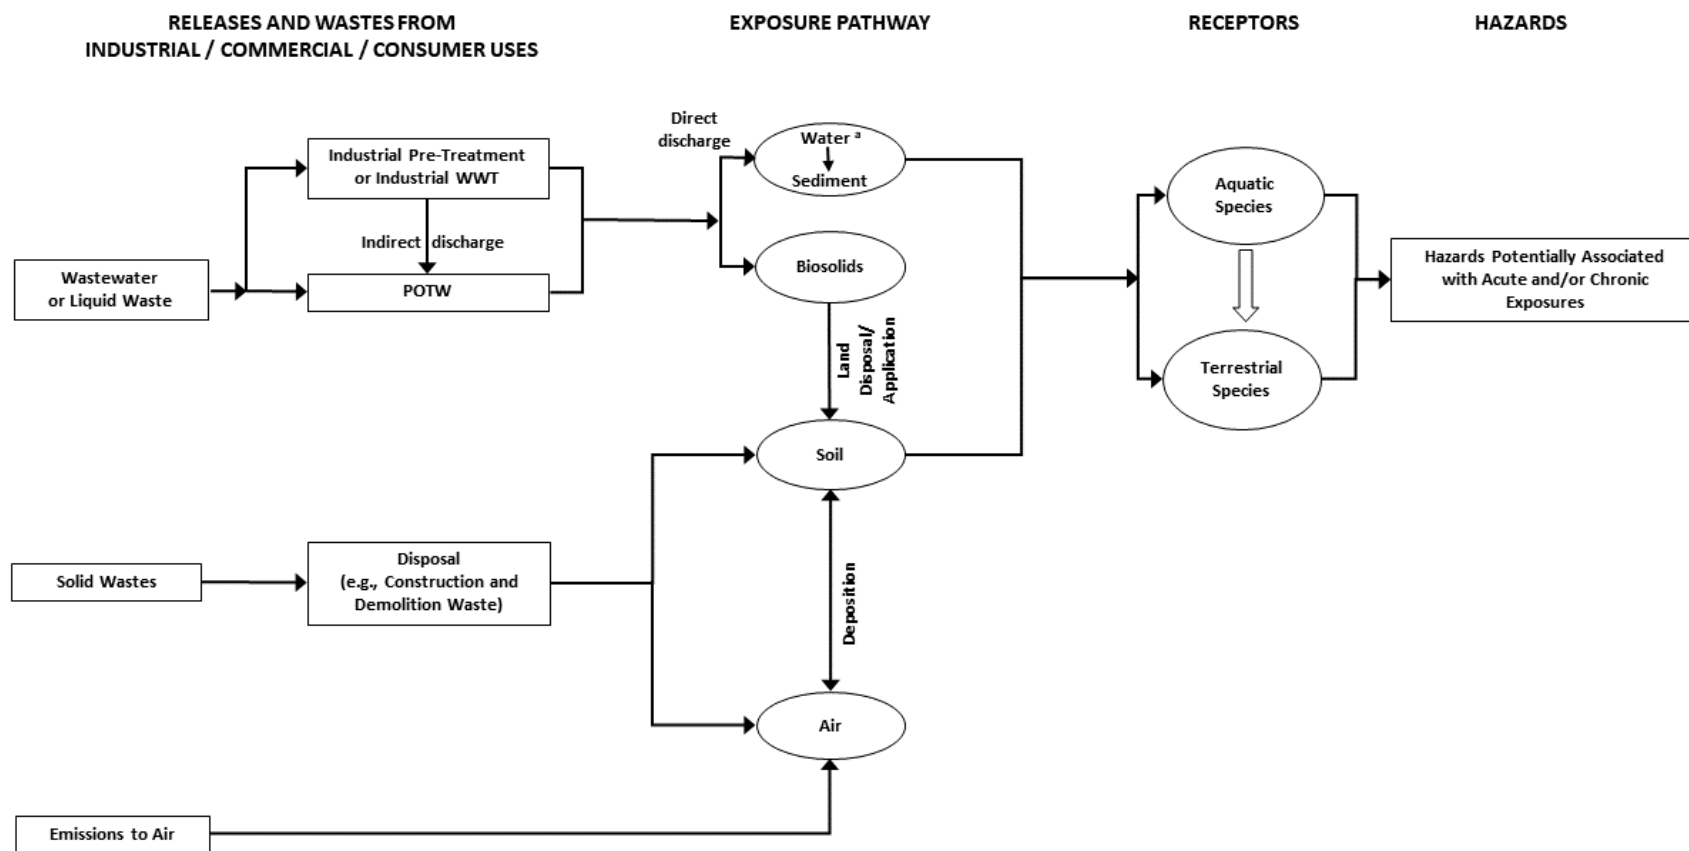 RELEASES AND WASTES FROM
INDUSTRIAL / COMMERCIAL / CONSUMER USES
EXPOSURE PATHWAY
RECEPTORS
HAZARDS
Wastewater
or Liquid Waste
Industrial Pre-Treatment
or Industrial WWT
Indirect discharge
POTW
Direct
discharge
Water ª
Sediment
Biosolids
Land
Disposal/
Application
Soil
Deposition
Air
Solid Wastes
Disposal
(e.g., Construction and
Demolition Waste)
Emissions to Air
Aquatic
Species
Terrestrial
Species
Hazards Potentially Associated
with Acute and/or Chronic
Exposures